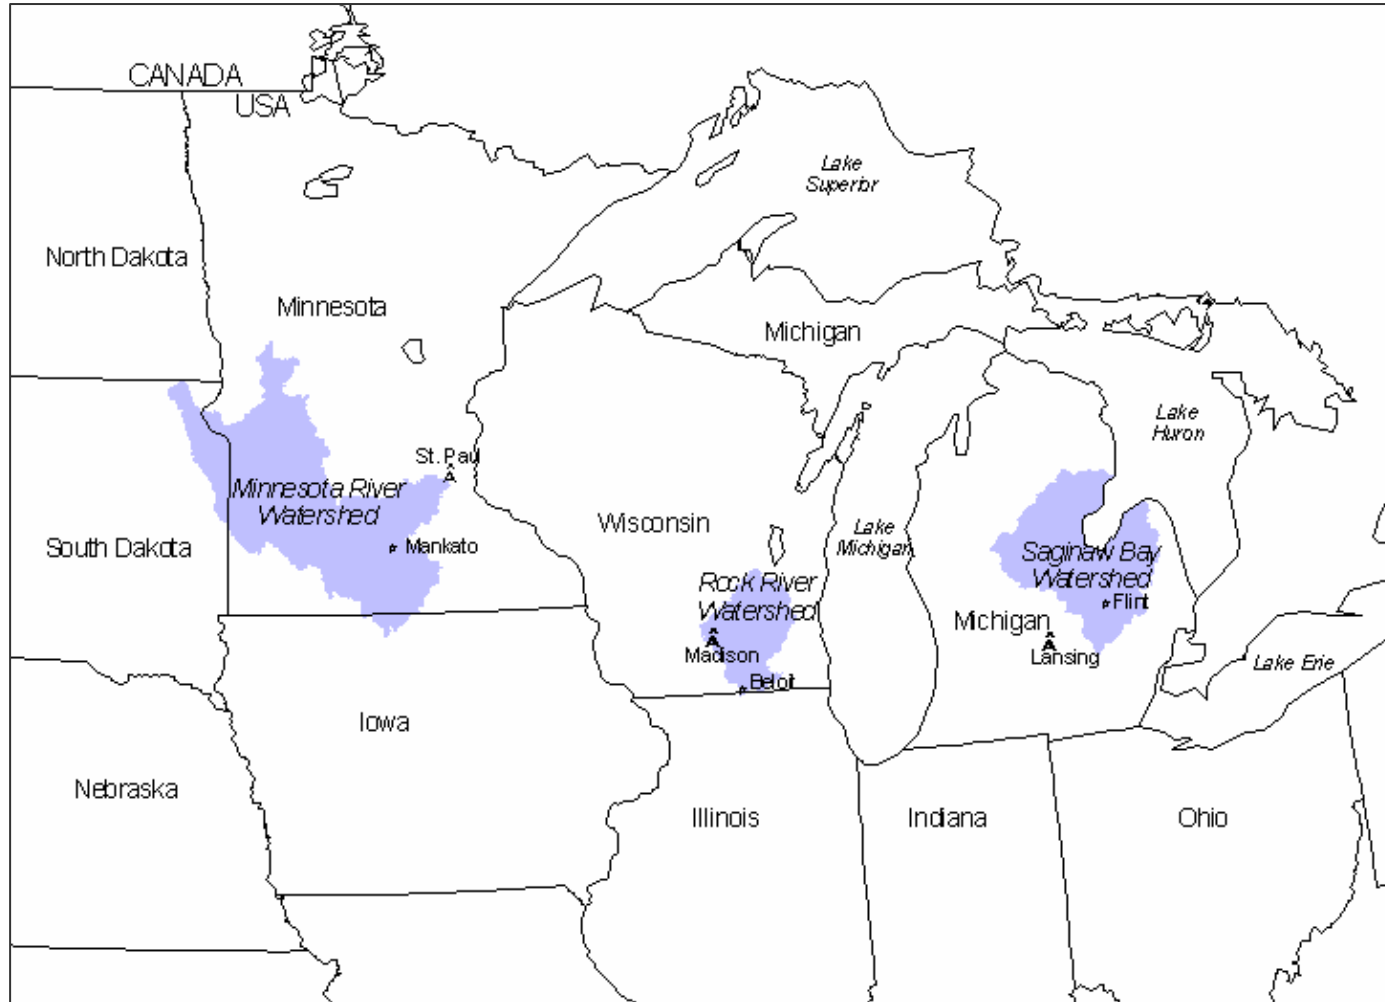 CANADA
USA
Lake
Superior
North Dakota
Minnesota
Michigan
Lake
Huron
St. Paul
Minnesota River
Watershed
Wisconsin
Lake
Michigan
South Dakota
Mankato
Saginaw Bay
Watershed
Rock River
Watershed
Flint
Michigan
Madison
Lansing
Lake Erie
Beloit
Iowa
Nebraska
Illinois
Indiana
Ohio